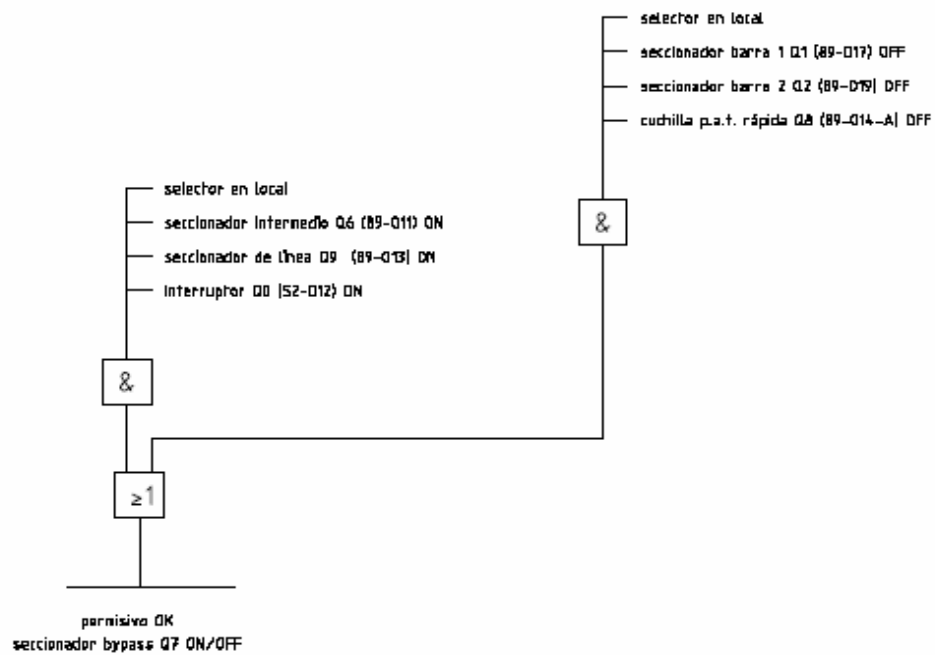 selector en local
seccionador barra 1 Q1 (89-017) OFF
seccionador barra 2 Q2 (89-019) OFF
cuchilla p.a.t. rápida Q8 (89-014-A) OFF
&
selector en local
seccionador intermedio Q6 (89-011) ON
seccionador de línea Q9 (89-013) ON
interruptor Q0 (52-012) ON
&
≥1
permisivo OK
seccionador bypass Q7 ON/OFF